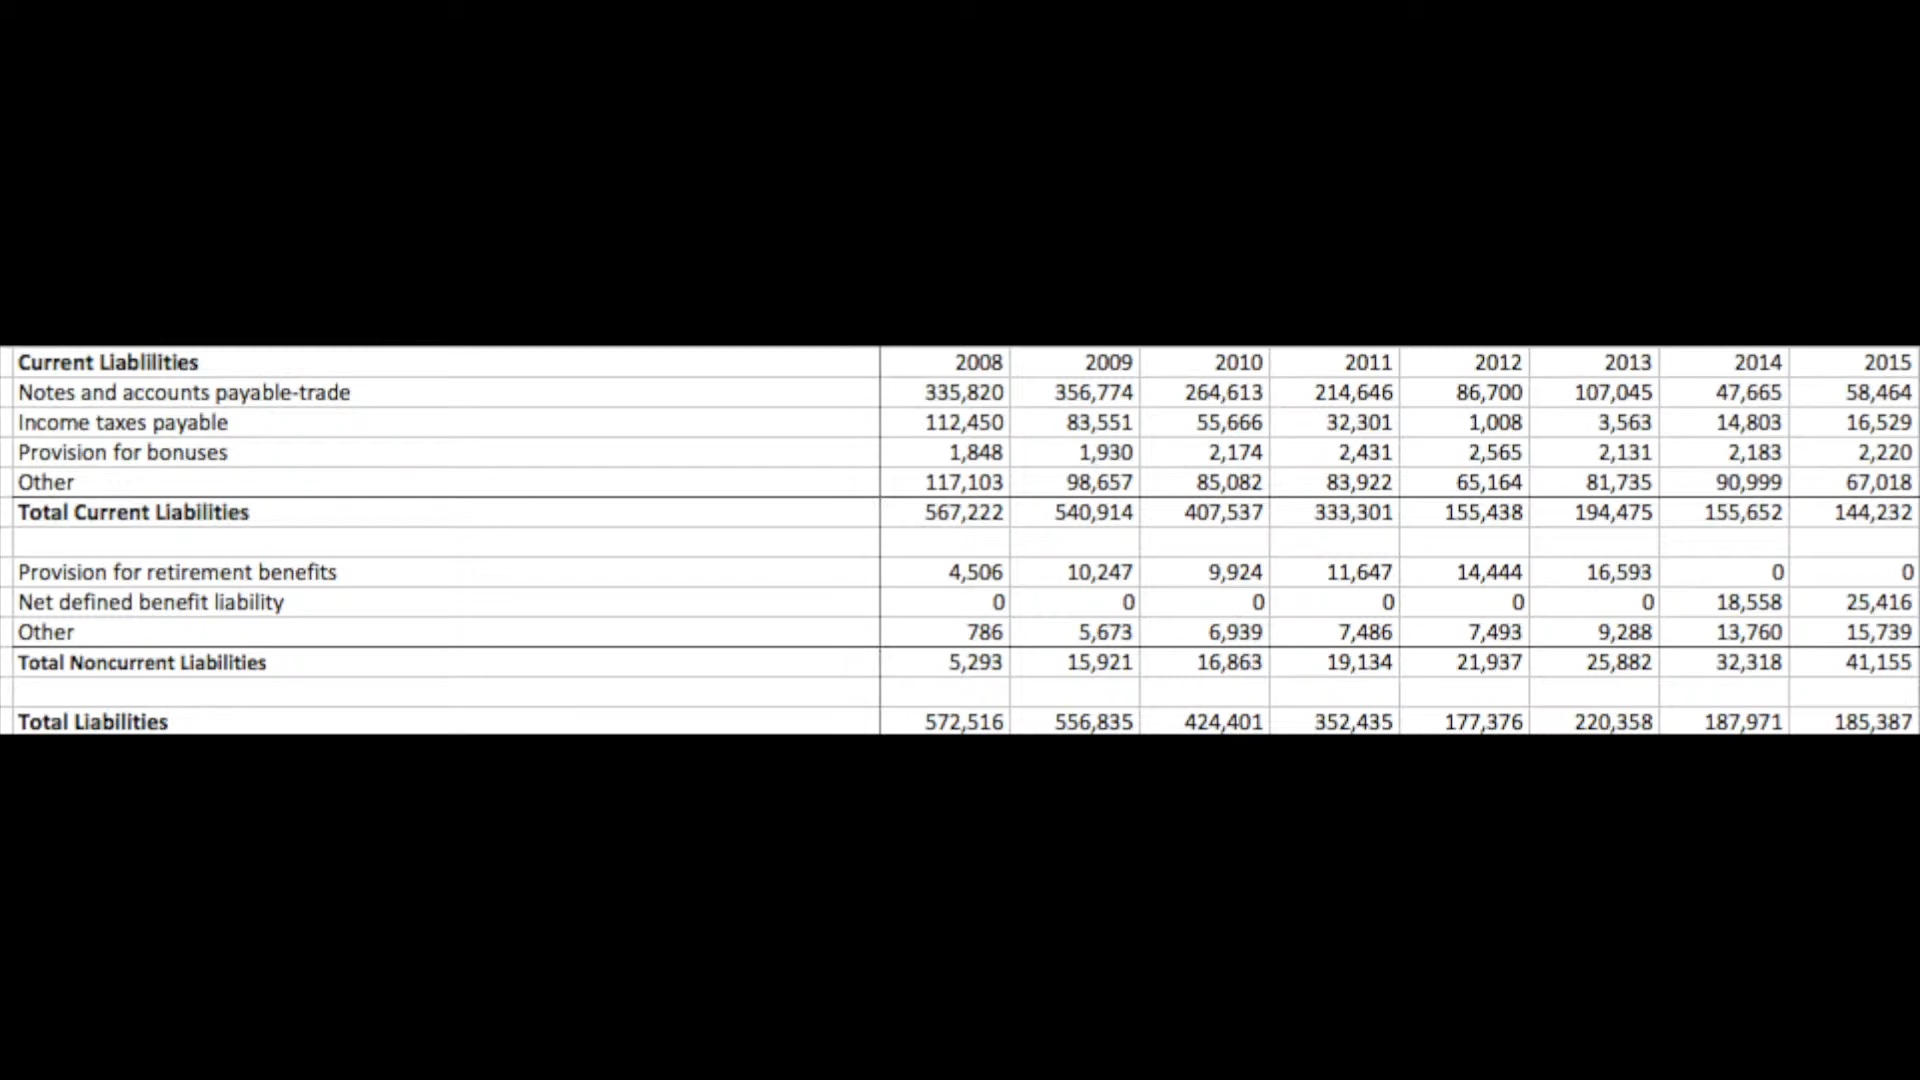 Current Liablilities 2008 2009 2010 2011 2012 2013 2014 2015
Notes and accounts payable-trade 335,820 356,774 264,613 214,646 86,700 107,045 47,665 58,464
Income taxes payable 112,450 83,551 55,666 32,301 1,008 3,563 14,803 16,529
Provision for bonuses 1,848 1,930 2,174 2,431 2,565 2,131 2,183 2,220
Other 117,103 98,657 85,082 83,922 65,164 81,735 90,999 67,018
Total Current Liabilities 567,222 540,914 407,537 333,301 155,438 194,475 155,652 144,232
Provision for retirement benefits 4,506 10,247 9,924 11,647 14,444 16,593 0 0
Net defined benefit liability 0 0 0 0 0 0 18,558 25,416
Other 786 5,673 6,939 7,486 7,493 9,288 13,760 15,739
Total Noncurrent Liabilities 5,293 15,921 16,863 19,134 21,937 25,882 32,318 41,155
Total Liabilities 572,516 556,835 424,401 352,435 177,376 220,358 187,971 185,387